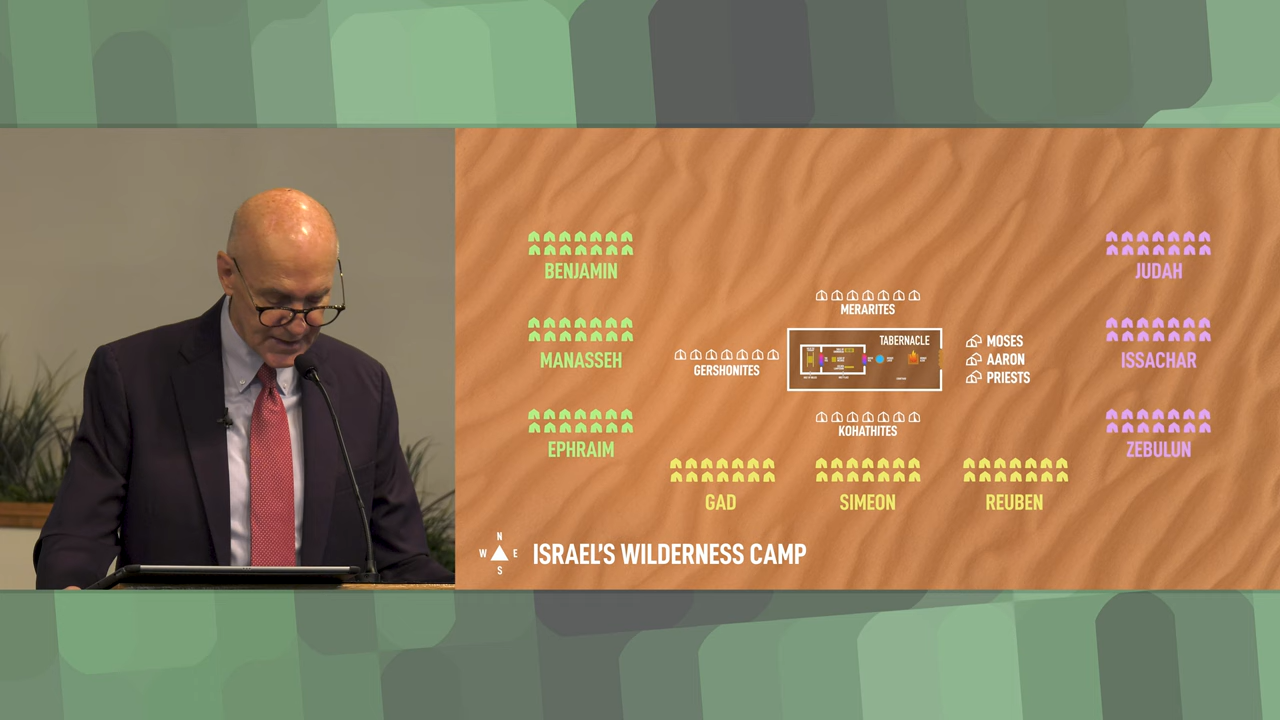 BENJAMIN
JUDAH
MERARITES
MANASSEH
GERSHONITES
TABERNACLE
MOSES
AARON
PRIESTS
ISSACHAR
EPHRAIM
KOHATHITES
ZEBULUN
GAD
SIMEON
REUBEN
N
W E
S
ISRAEL'S WILDERNESS CAMP